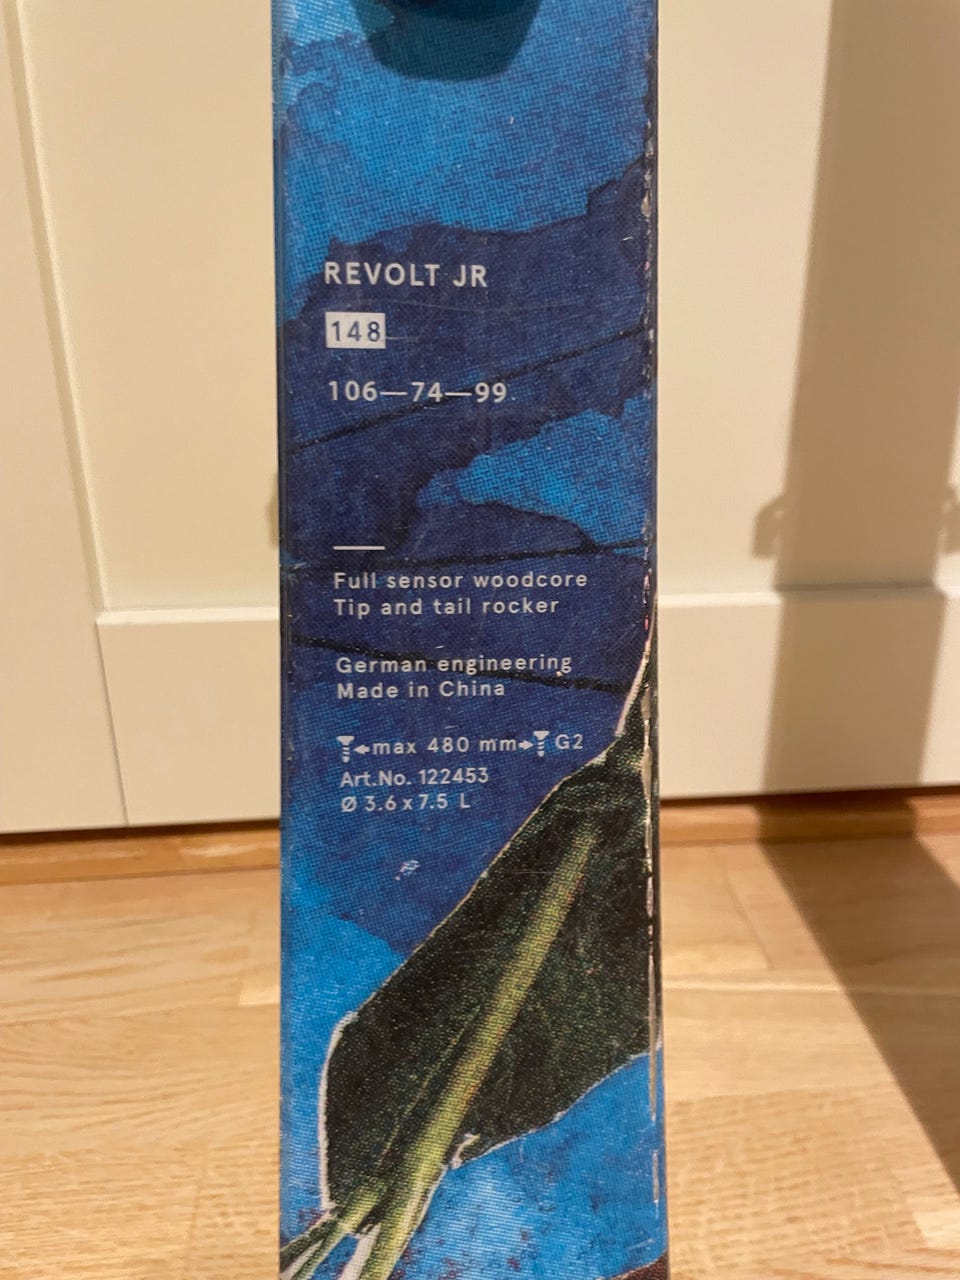 REVOLT JR
148
106—74—99
Full sensor woodcore
Tip and tail rocker
German engineering
Made in China
max 480 mm G2
Art.No. 122453
Ø 3.6 x 7.5 L